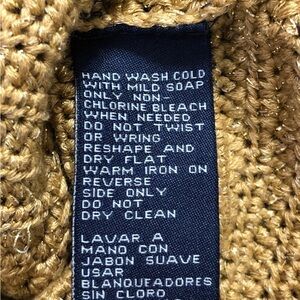 HAND WASH COLD
WITH MILD SOAP
ONLY NON-
CHLORINE BLEACH
WHEN NEEDED
DO NOT TWIST
OR WRING
RESHAPE AND
DRY FLAT
WARM IRON ON
REVERSE
SIDE ONLY
DO NOT
DRY CLEAN
LAVAR A
MANO CON
JABON SUAVE
USAR
BLANQUEADORES
SIN CLORO